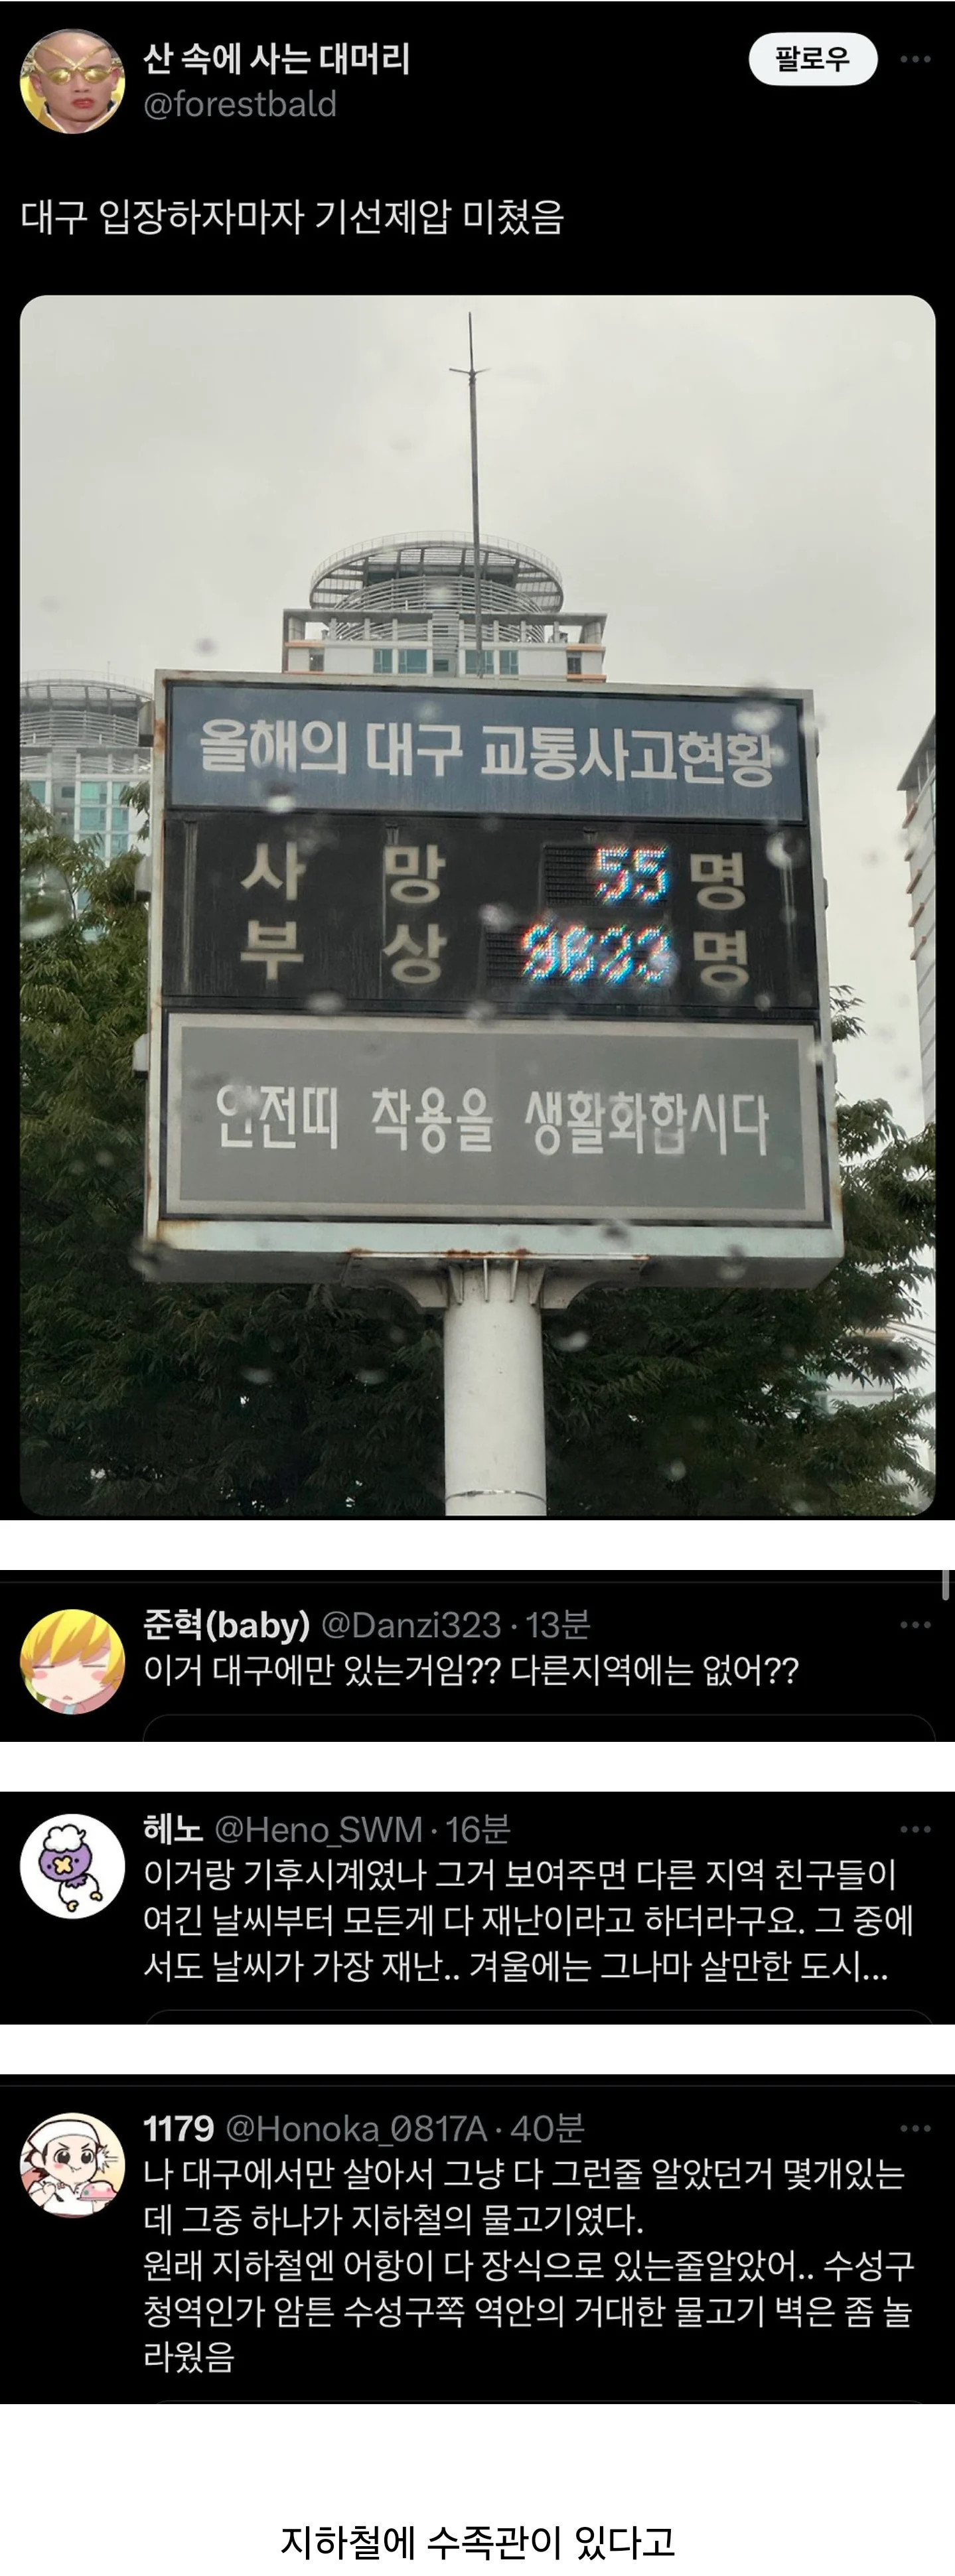 산 속에 사는 대머리
팔로우
@forestbald
대구 입장하자마자 기선제압 미쳤음
올해의 대구 교통사고현황
사 망 55 명
부 상 명
안전띠 착용을 생활화합시다
준혁(baby) @Danzi323 · 13분
이거 대구에만 있는거임?? 다른지역에는 없어??
헤노 @Heno_SWM · 16분
이거랑 기후시계였나 그거 보여주면 다른 지역 친구들이
여긴 날씨부터 모든게 다 재난이라고 하더라구요. 그 중에
서도 날씨가 가장 재난.. 겨울에는 그나마 살만한 도시...
1179 @Honoka_0817A · 40분
나 대구에서만 살아서 그냥 다 그런줄 알았던거 몇개있는
데 그중 하나가 지하철의 물고기였다.
원래 지하철엔 어항이 다 장식으로 있는줄알았어.. 수성구
청역인가 암튼 수성구쪽 역안의 거대한 물고기 벽은 좀 놀
라웠음
지하철에 수족관이 있다고